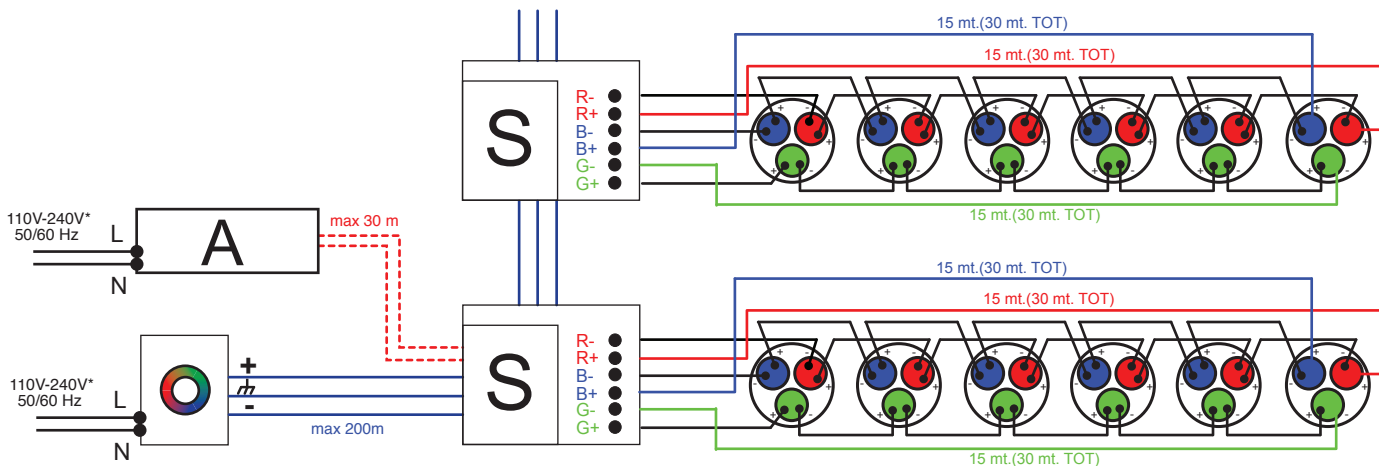 15 mt.(30 mt. TOT)
15 mt.(30 mt. TOT)
S
R-
R+
B-
B+
G-
G+
+ - + - + - + - + - + -
- + - + - + - + - + -
+ - + - + - + - + - + -
15 mt.(30 mt. TOT)
110V-240V*
50/60 Hz
L
N
A
max 30 m
15 mt.(30 mt. TOT)
15 mt.(30 mt. TOT)
S
R-
R+
B-
B+
G-
G+
+ - + - + - + - + - + -
- + - + - + - + - + - +
+ - + - + - + - + - + -
15 mt.(30 mt. TOT)
110V-240V*
50/60 Hz
L
N
+
-
max 200m